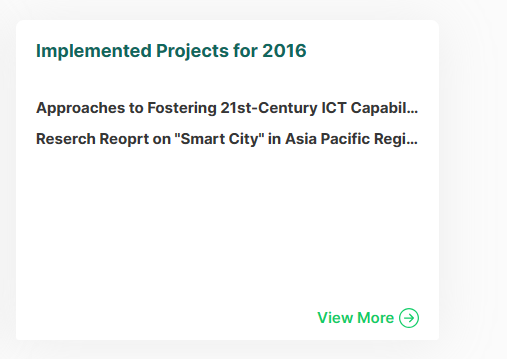 Implemented Projects for 2016
Approaches to Fostering 21st-Century ICT Capabil...
Reserch Reoprt on "Smart City" in Asia Pacific Regi...
View More